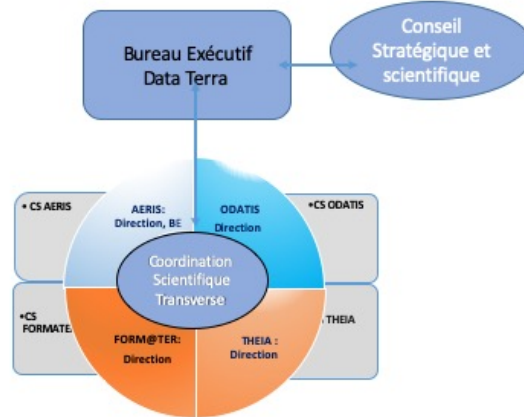 Bureau Exécutif
Data Terra
Conseil
Stratégique et
scientifique
• CS AERIS
AERIS:
Direction, BE
ODATIS
Direction
•CS ODATIS
Coordination
Scientifique
Transverse
•CS
FORMATE
FORM@TER:
Direction
THEIA :
Direction
THEIA